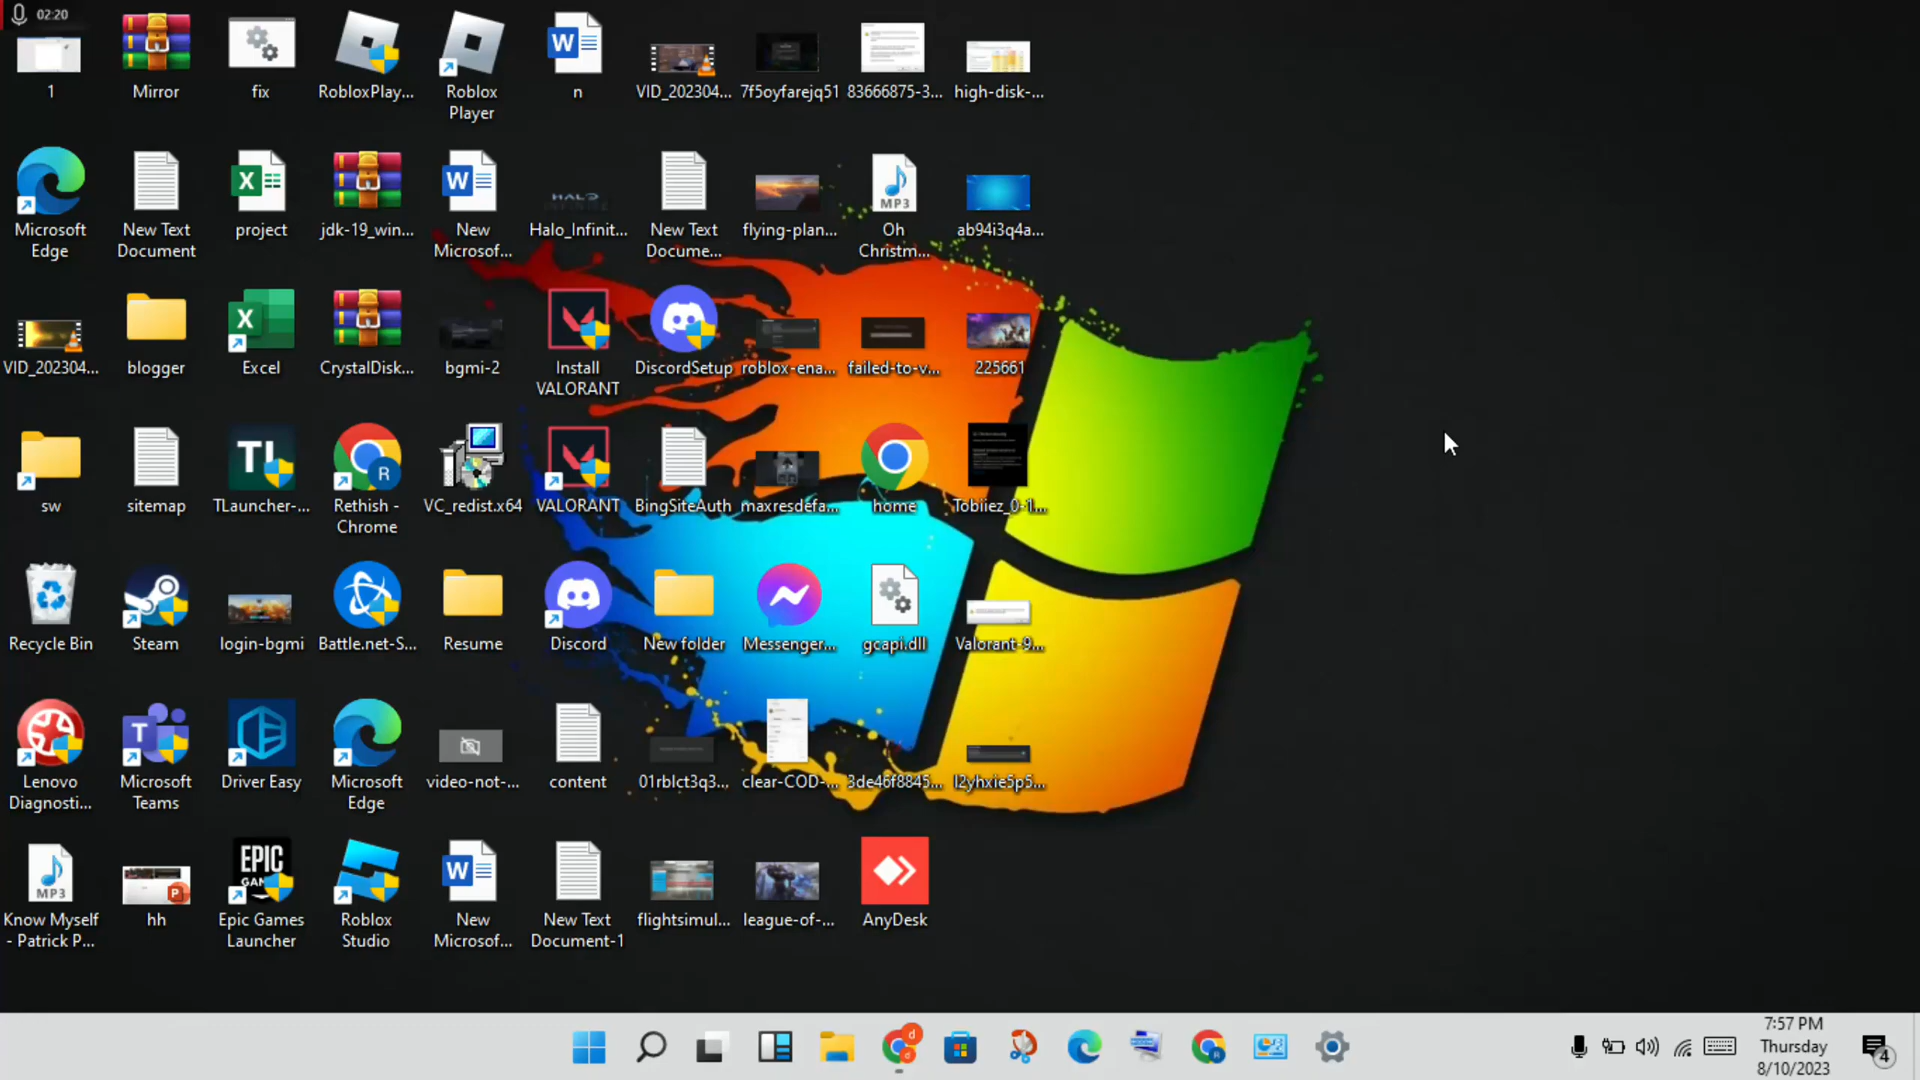 02:20
1
Mirror
fix
RobloxPlay...
Roblox
Player
n
VID_202304...
7f5oyfarejq51
83666875-3...
high-disk-...
Microsoft
Edge
New Text
Document
project
jdk-19_win...
New
Microsof...
Halo_Infinit...
New Text
Docume...
flying-plan...
Oh
Christm...
ab94i3q4a...
VID_202304...
blogger
Excel
CrystalDisk...
bgmi-2
Install
VALORANT
DiscordSetup
roblox-ena...
failed-to-v...
225661
sw
sitemap
TLauncher-...
Rethish -
Chrome
VC_redist.x64
VALORANT
BingSiteAuth
maxresdefa...
home
Tobiiez_0-1...
Recycle Bin
Steam
login-bgmi
Battle.net-S...
Resume
Discord
New folder
Messenger...
gcapi.dll
Valorant-9...
Lenovo
Diagnosti...
Microsoft
Teams
Driver Easy
Microsoft
Edge
video-not-...
content
01rblct3q3...
clear-COD-...
3de46f8845...
l2yhxie5p5...
Know Myself
- Patrick P...
hh
Epic Games
Launcher
Roblox
Studio
New
Microsof...
New Text
Document-1
flightsimul...
league-of-...
AnyDesk
7:57 PM
Thursday
8/10/2023
4